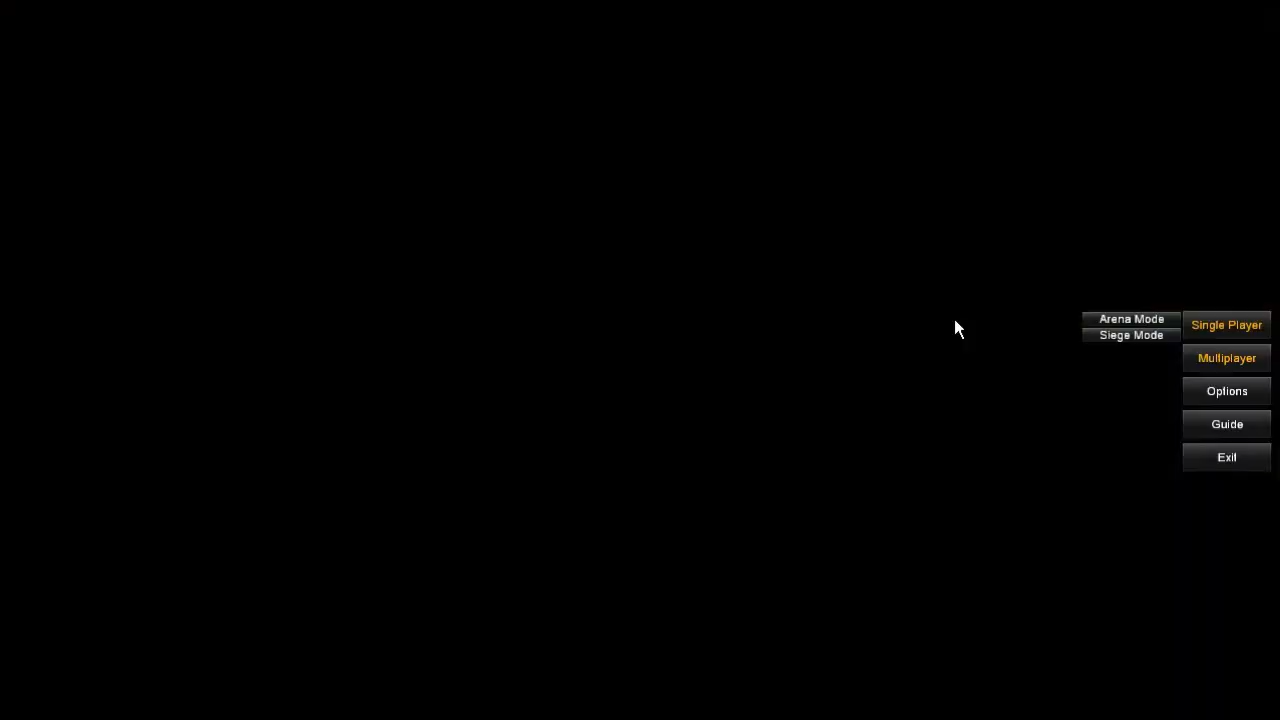 Arena Mode
Siege Mode
Single Player
Multiplayer
Options
Guide
Exit